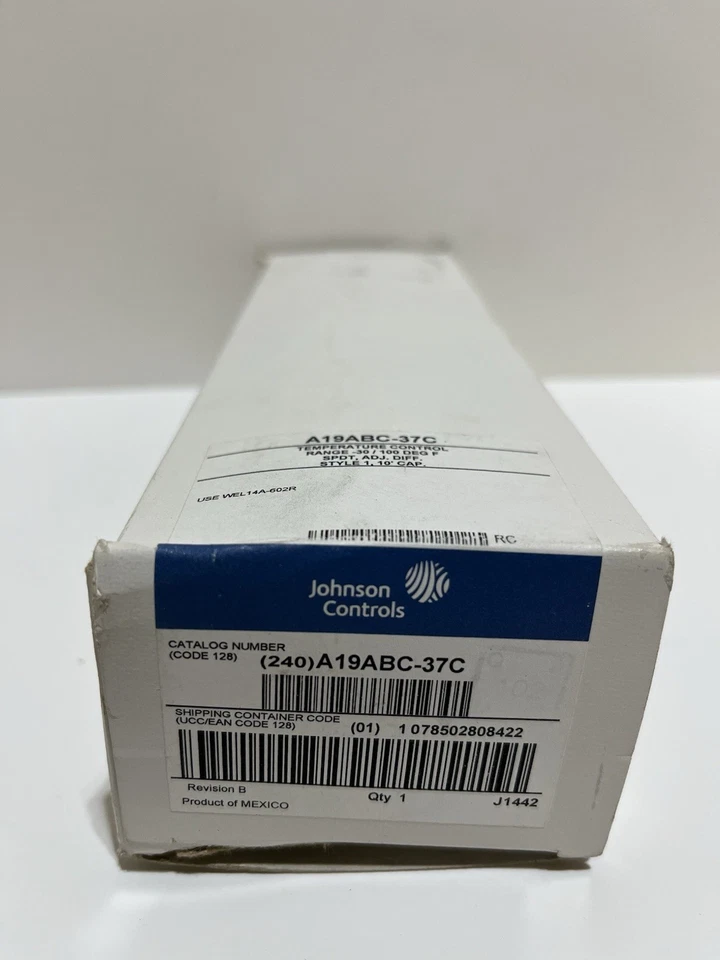 A19ABC-37C
TEMPERATURE CONTROL
RANGE -30 / 100 DEG F
SPDT, ADJ. DIFF.
STYLE 1, 10' CAP.
USE WEL14A-602R
RC
Johnson
Controls
CATALOG NUMBER
(CODE 128) (240)A19ABC-37C
SHIPPING CONTAINER CODE
(UCC/EAN CODE 128) (01) 1 078502808422
Revision B
Product of MEXICO Qty 1 J1442